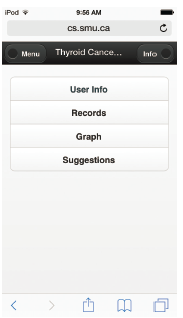 iPod 9:56 AM
cs.smu.ca
Menu Thyroid Cance... Info
User Info
Records
Graph
Suggestions